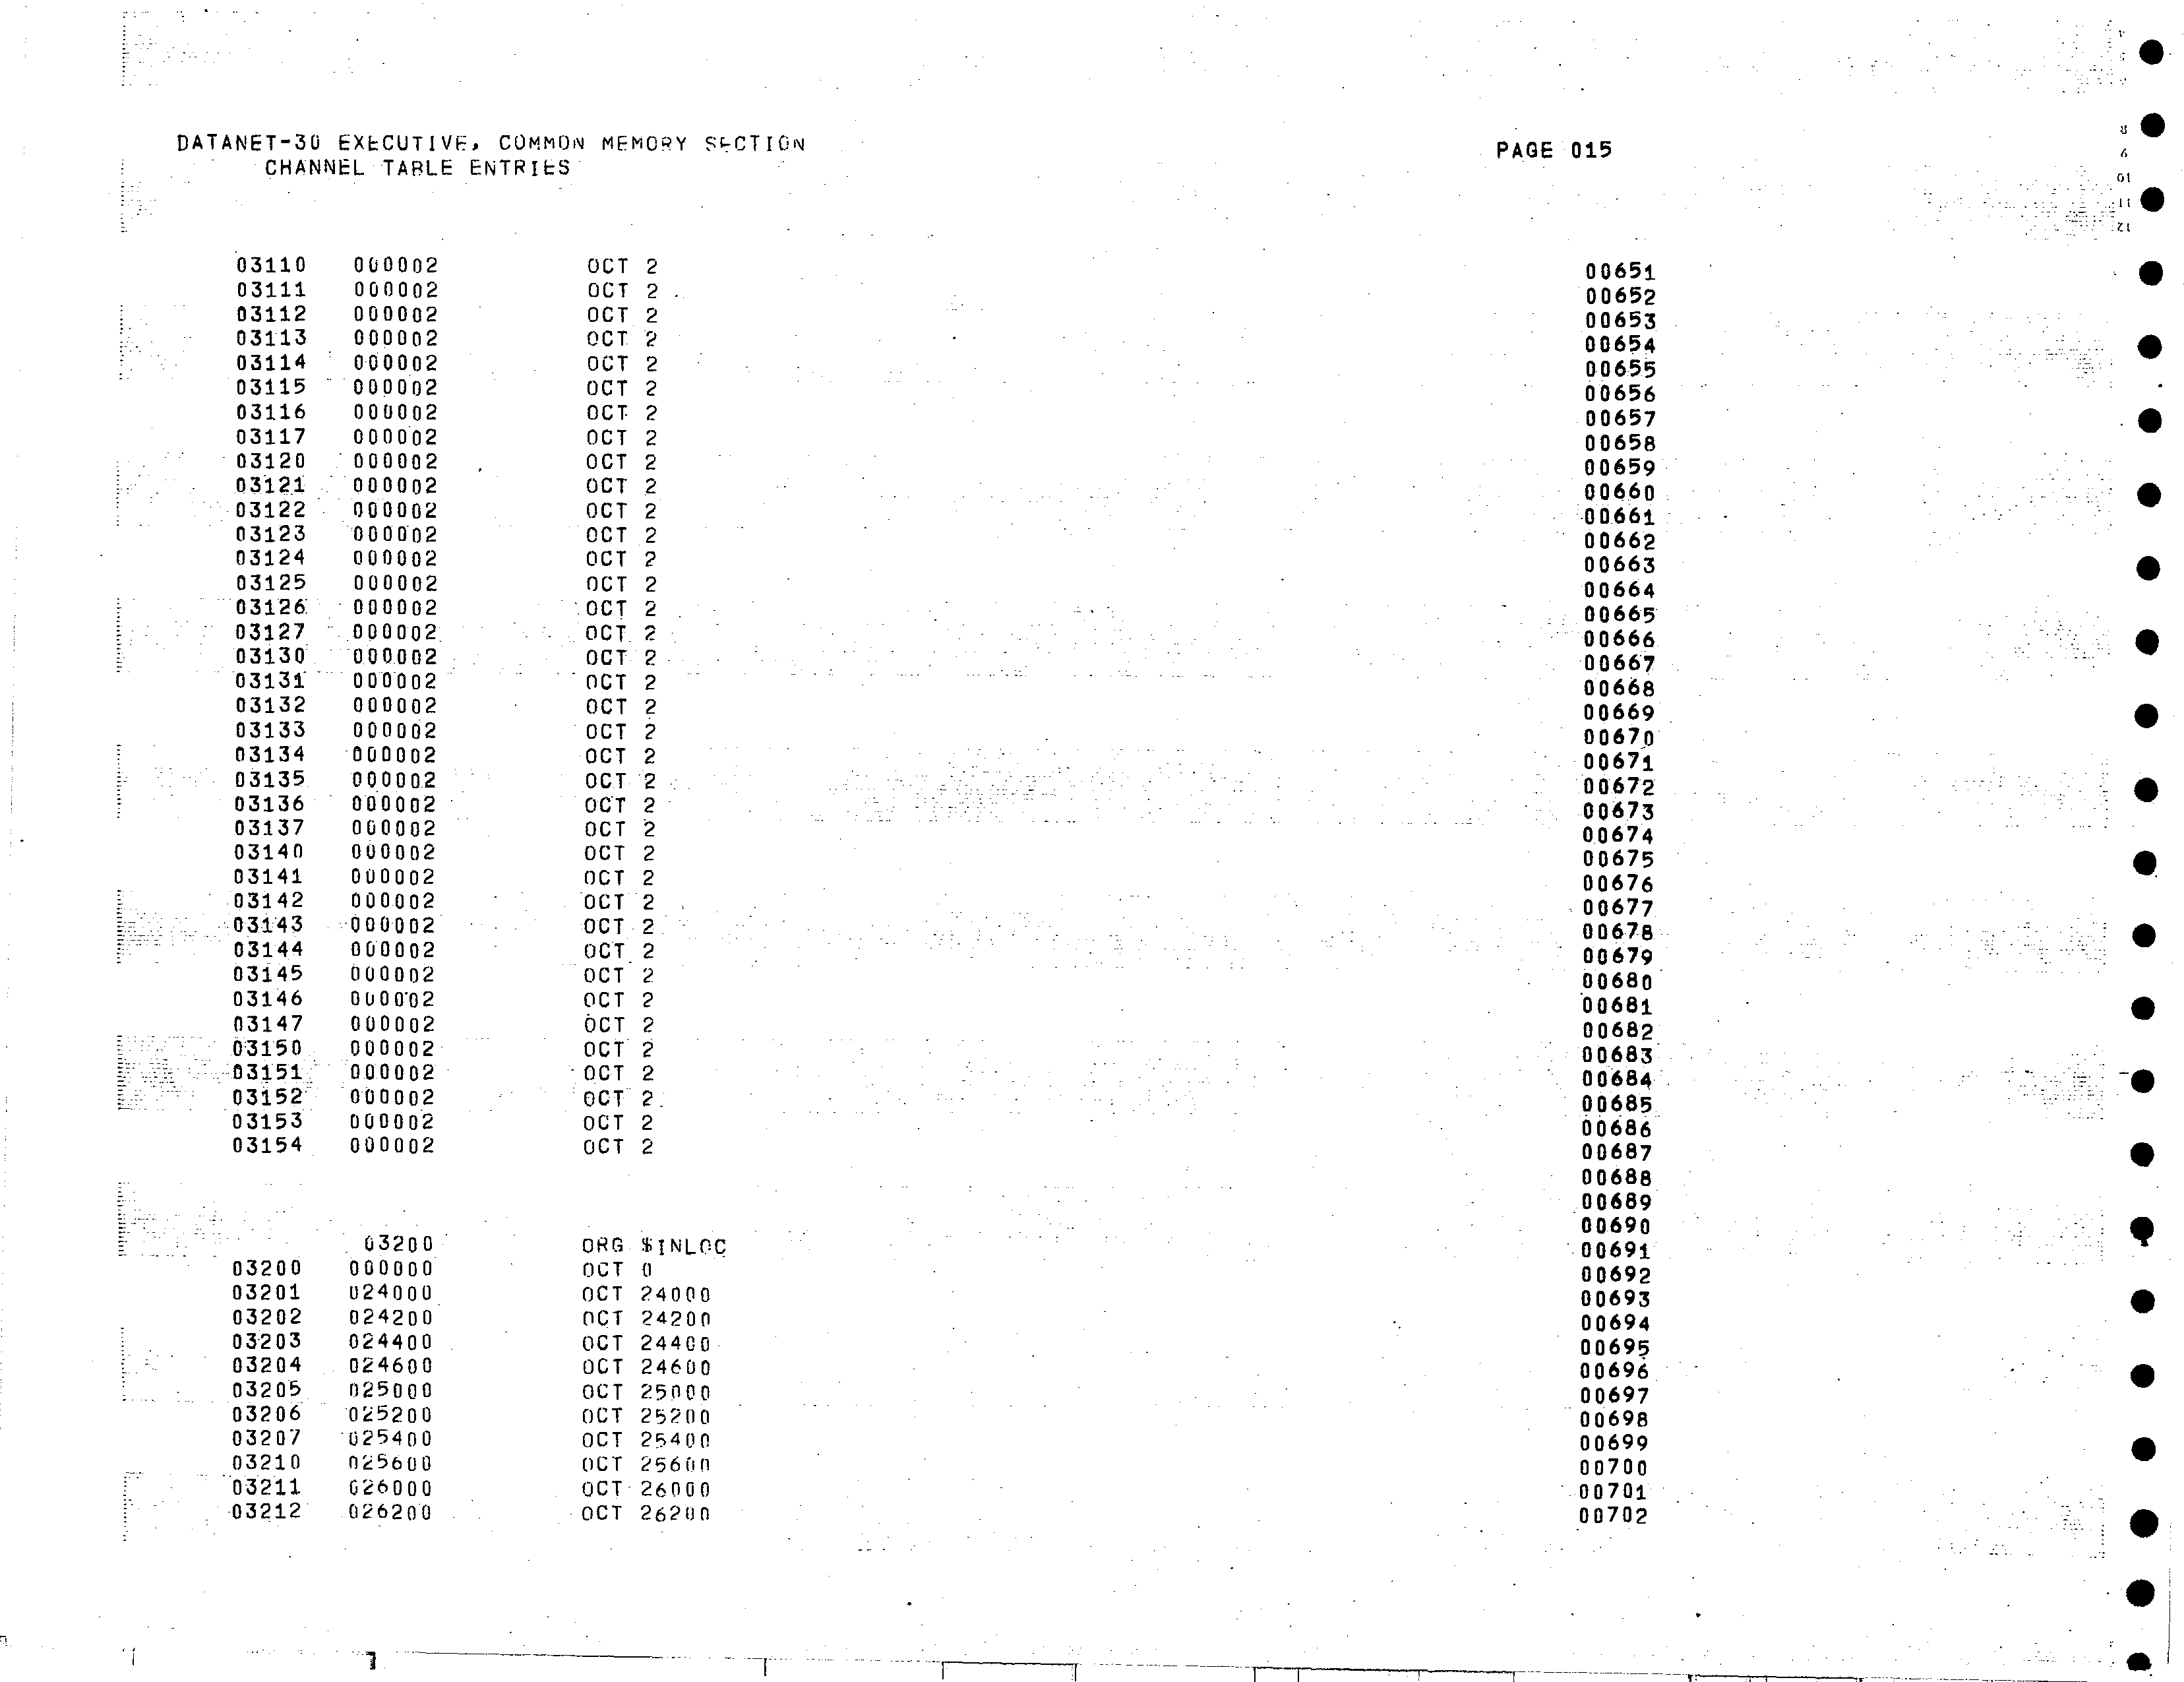 DATANET-30 EXECUTIVE, COMMON MEMORY SECTION PAGE 015
CHANNEL TABLE ENTRIES
03110 000002 OCT 2 00651
03111 000002 OCT 2 00652
03112 000002 OCT 2 00653
03113 000002 OCT 2 00654
03114 000002 OCT 2 00655
03115 000002 OCT 2 00656
03116 000002 OCT 2 00657
03117 000002 OCT 2 00658
03120 000002 OCT 2 00659
03121 000002 OCT 2 00660
03122 000002 OCT 2 00661
03123 000002 OCT 2 00662
03124 000002 OCT 2 00663
03125 000002 OCT 2 00664
03126 000002 OCT 2 00665
03127 000002 OCT 2 00666
03130 000002 OCT 2 00667
03131 000002 OCT 2 00668
03132 000002 OCT 2 00669
03133 000002 OCT 2 00670
03134 000002 OCT 2 00671
03135 000002 OCT 2 00672
03136 000002 OCT 2 00673
03137 000002 OCT 2 00674
03140 000002 OCT 2 00675
03141 000002 OCT 2 00676
03142 000002 OCT 2 00677
03143 000002 OCT 2 00678
03144 000002 OCT 2 00679
03145 000002 OCT 2 00680
03146 000002 OCT 2 00681
03147 000002 OCT 2 00682
03150 000002 OCT 2 00683
03151 000002 OCT 2 00684
03152 000002 OCT 2 00685
03153 000002 OCT 2 00686
03154 000002 OCT 2 00687
00688
00689
00690
03200 ORG $INLOC 00691
03200 000000 OCT 0 00692
03201 024000 OCT 24000 00693
03202 024200 OCT 24200 00694
03203 024400 OCT 24400 00695
03204 024600 OCT 24600 00696
03205 025000 OCT 25000 00697
03206 025200 OCT 25200 00698
03207 025400 OCT 25400 00699
03210 025600 OCT 25600 00700
03211 026000 OCT 26000 00701
03212 026200 OCT 26200 00702